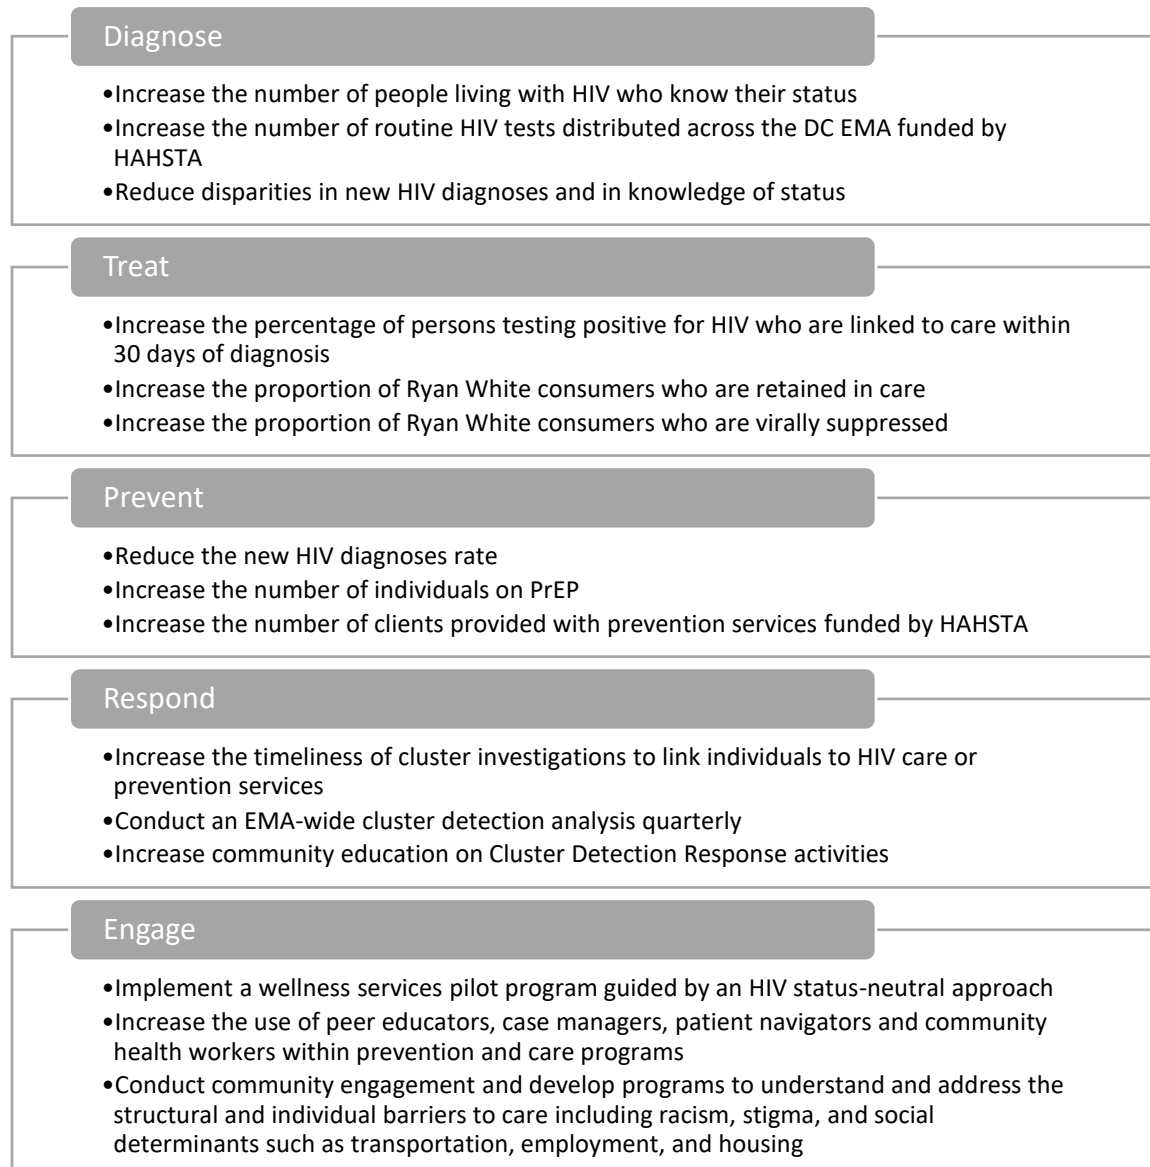 Diagnose
•Increase the number of people living with HIV who know their status
•Increase the number of routine HIV tests distributed across the DC EMA funded by
HAHSTA
•Reduce disparities in new HIV diagnoses and in knowledge of status
Treat
•Increase the percentage of persons testing positive for HIV who are linked to care within
30 days of diagnosis
•Increase the proportion of Ryan White consumers who are retained in care
•Increase the proportion of Ryan White consumers who are virally suppressed
Prevent
•Reduce the new HIV diagnoses rate
•Increase the number of individuals on PrEP
•Increase the number of clients provided with prevention services funded by HAHSTA
Respond
•Increase the timeliness of cluster investigations to link individuals to HIV care or
prevention services
•Conduct an EMA-wide cluster detection analysis quarterly
•Increase community education on Cluster Detection Response activities
Engage
•Implement a wellness services pilot program guided by an HIV status-neutral approach
•Increase the use of peer educators, case managers, patient navigators and community
health workers within prevention and care programs
•Conduct community engagement and develop programs to understand and address the
structural and individual barriers to care including racism, stigma, and social
determinants such as transportation, employment, and housing